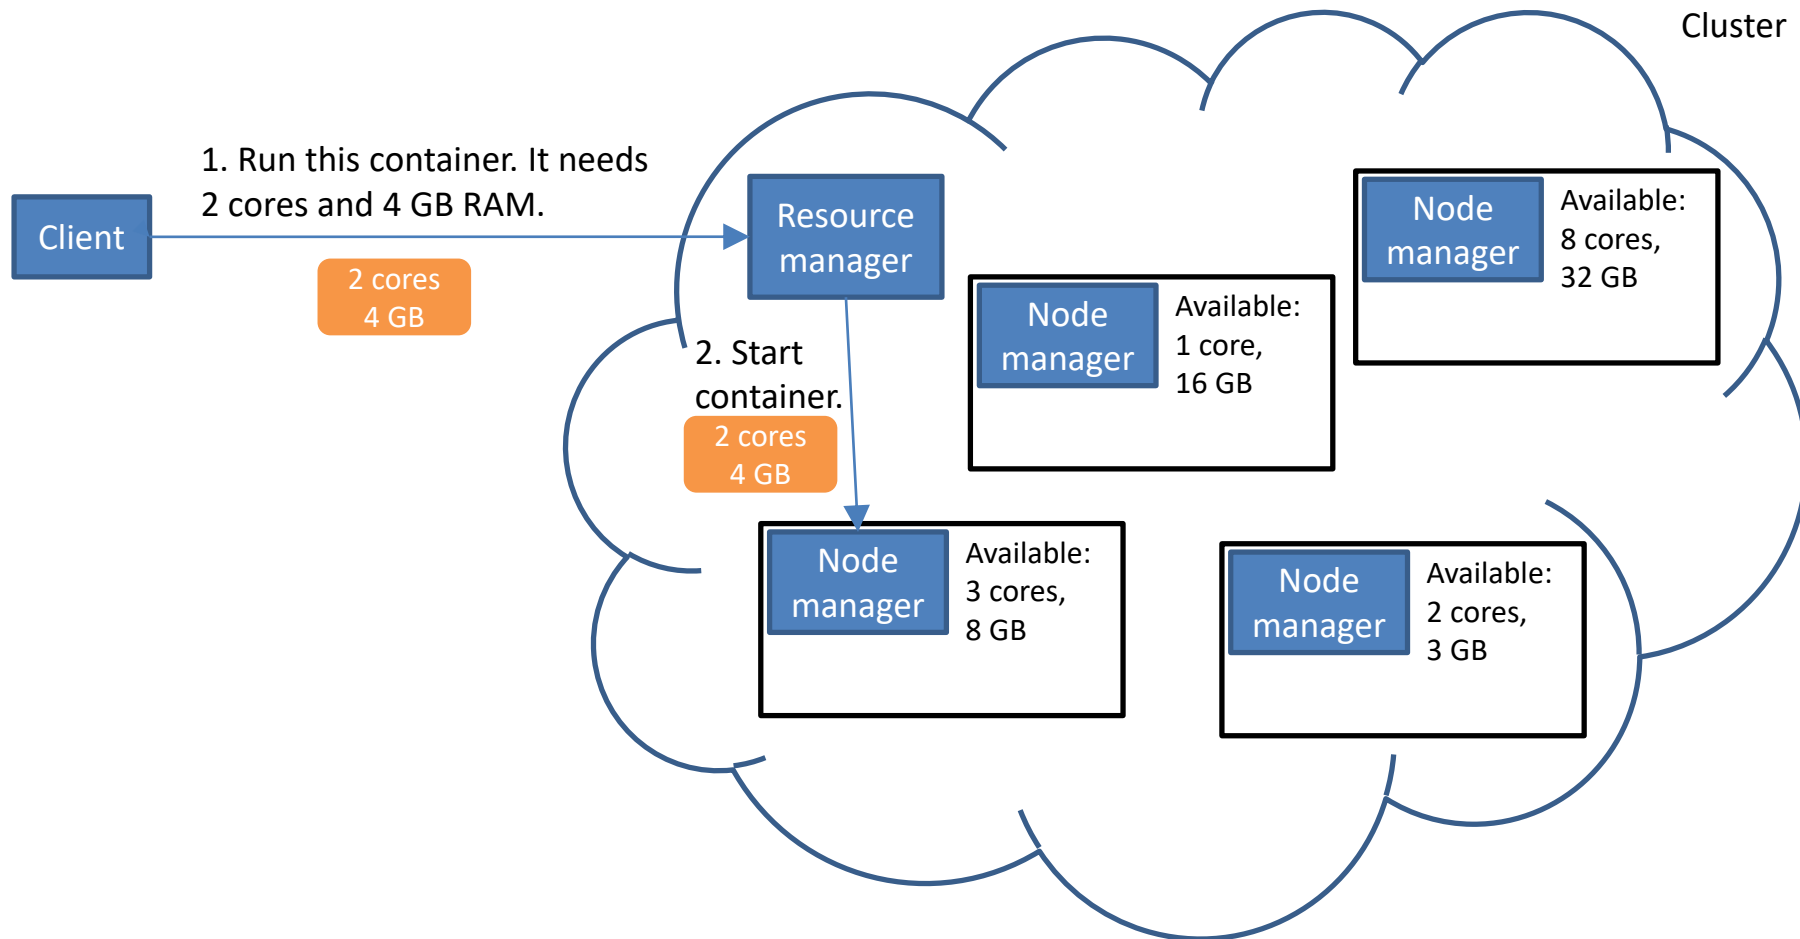 Cluster
1. Run this container. It needs
2 cores and 4 GB RAM.
Client
2 cores
4 GB
Resource
manager
Node
manager
Available:
8 cores,
32 GB
Node
manager
Available:
1 core,
16 GB
2. Start
container.
2 cores
4 GB
Node
manager
Available:
3 cores,
8 GB
Node
manager
Available:
2 cores,
3 GB